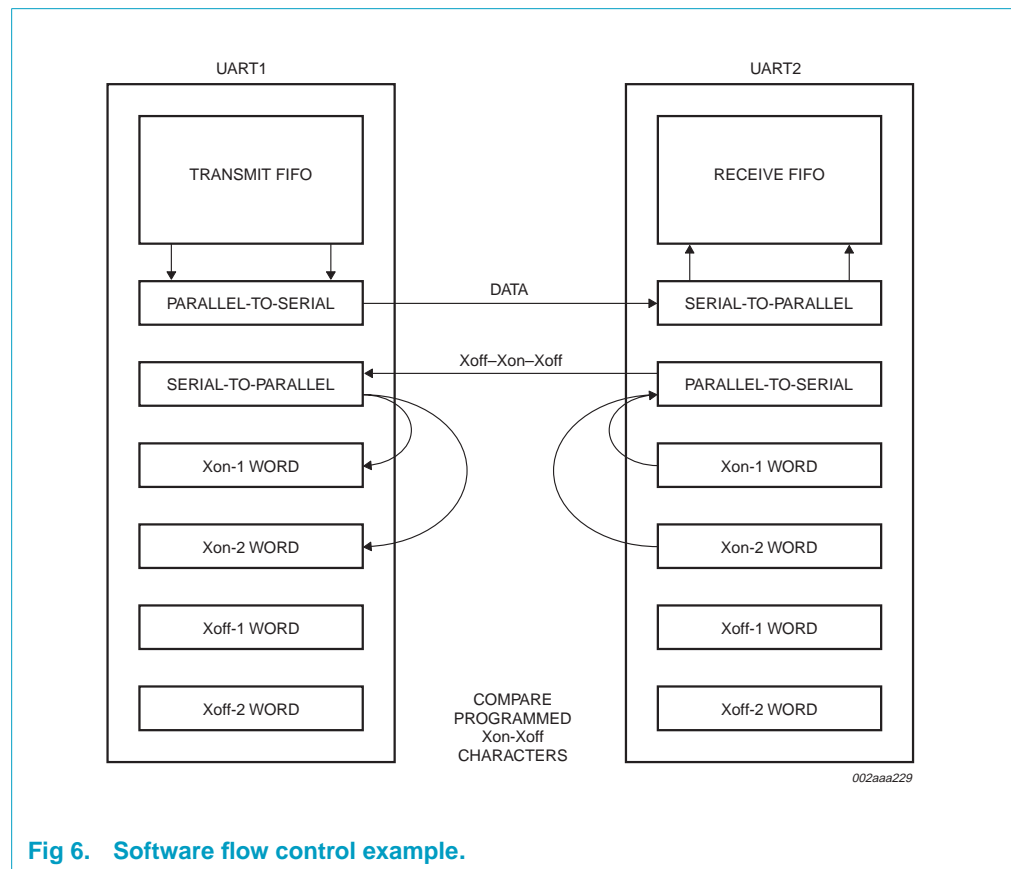 UART1
UART2
TRANSMIT FIFO
RECEIVE FIFO
PARALLEL-TO-SERIAL
DATA
SERIAL-TO-PARALLEL
Xoff–Xon–Xoff
SERIAL-TO-PARALLEL
PARALLEL-TO-SERIAL
Xon-1 WORD
Xon-1 WORD
Xon-2 WORD
Xon-2 WORD
Xoff-1 WORD
Xoff-1 WORD
Xoff-2 WORD
Xoff-2 WORD
COMPARE
PROGRAMMED
Xon-Xoff
CHARACTERS
002aaa229
Fig 6. Software flow control example.